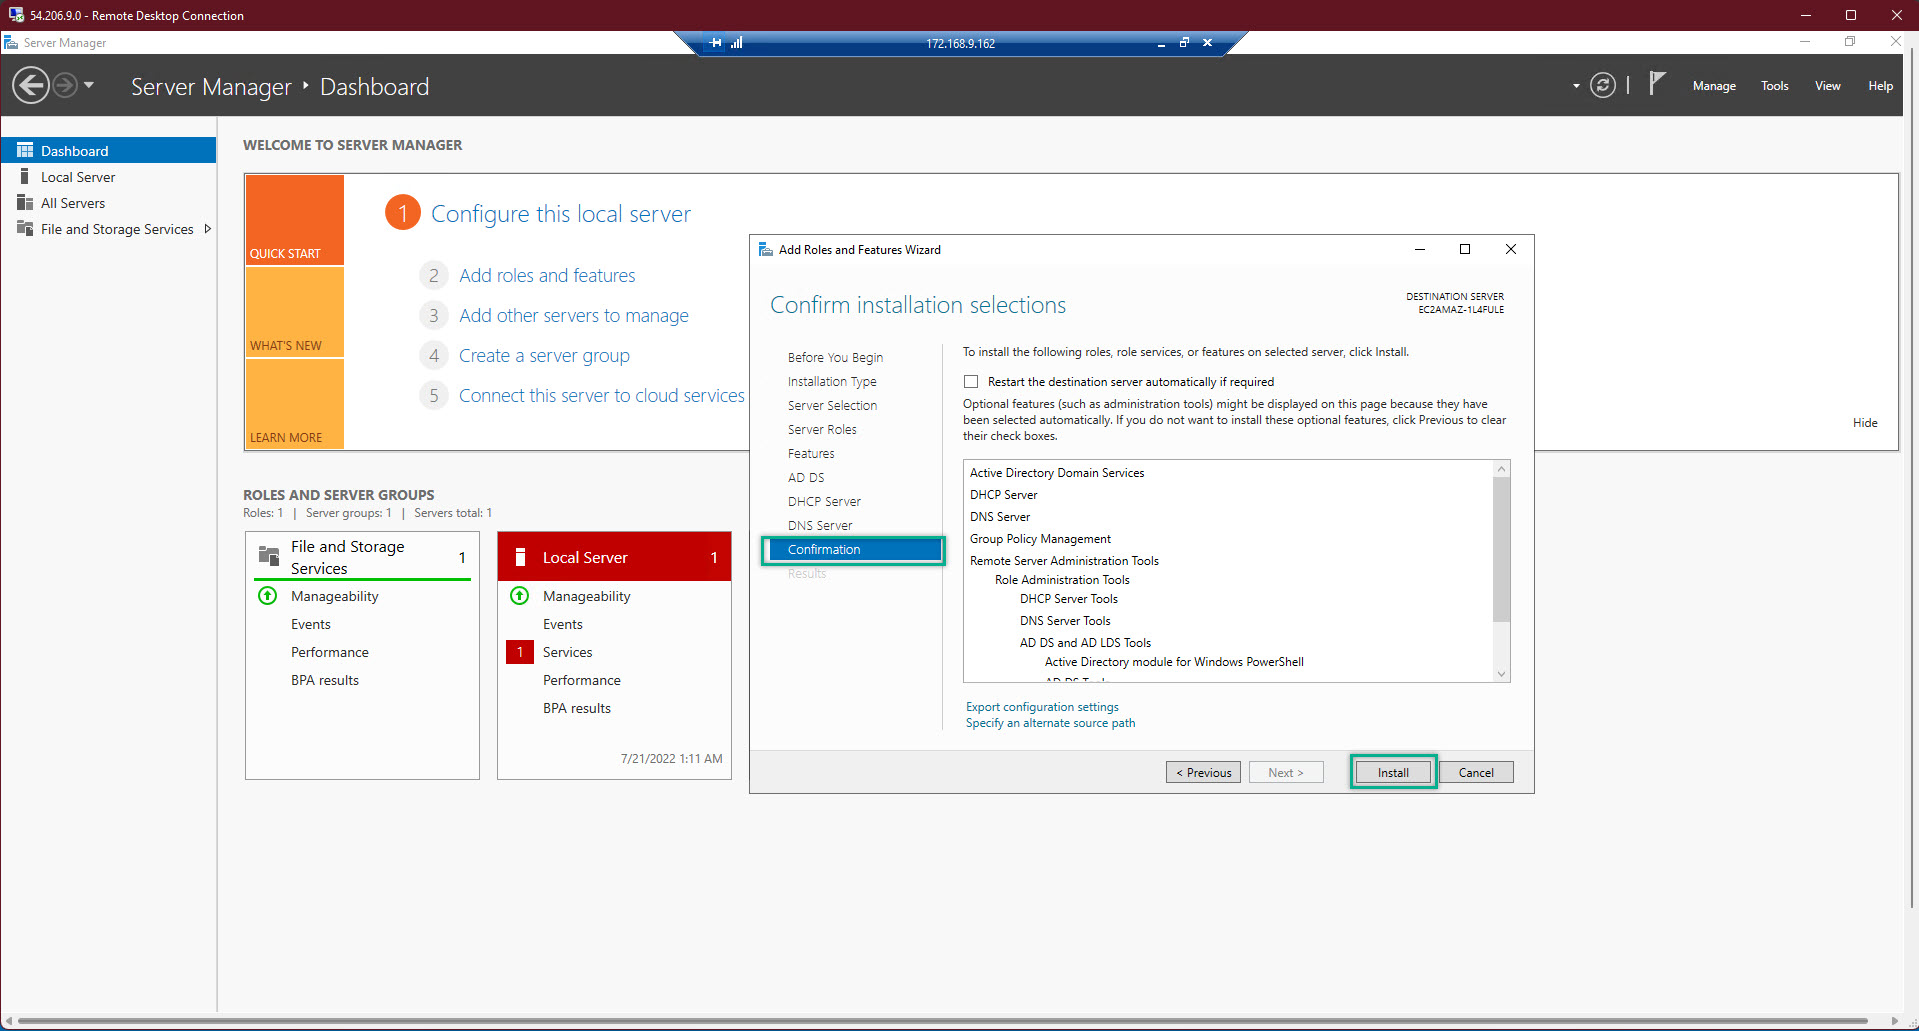 54.206.9.0 - Remote Desktop Connection
Server Manager
172.168.9.162
Server Manager
Dashboard
Manage
Tools
View
Help
Dashboard
Local Server
All Servers
File and Storage Services
WELCOME TO SERVER MANAGER
QUICK START
WHAT'S NEW
LEARN MORE
1 Configure this local server
2 Add roles and features
3 Add other servers to manage
4 Create a server group
5 Connect this server to cloud services
Hide
ROLES AND SERVER GROUPS
Roles: 1 | Server groups: 1 | Servers total: 1
File and Storage
Services
1
Manageability
Events
Performance
BPA results
Local Server 1
Manageability
Events
1 Services
Performance
BPA results
7/21/2022 1:11 AM
Add Roles and Features Wizard
Confirm installation selections
DESTINATION SERVER
EC2AMAZ-1L4FULE
Before You Begin
Installation Type
Server Selection
Server Roles
Features
AD DS
DHCP Server
DNS Server
Confirmation
Results
To install the following roles, role services, or features on selected server, click Install.
Restart the destination server automatically if required
Optional features (such as administration tools) might be displayed on this page because they have
been selected automatically. If you do not want to install these optional features, click Previous to clear
their check boxes.
Active Directory Domain Services
DHCP Server
DNS Server
Group Policy Management
Remote Server Administration Tools
Role Administration Tools
DHCP Server Tools
DNS Server Tools
AD DS and AD LDS Tools
Active Directory module for Windows PowerShell
AD DS Tools
Export configuration settings
Specify an alternate source path
< Previous
Next >
Install
Cancel